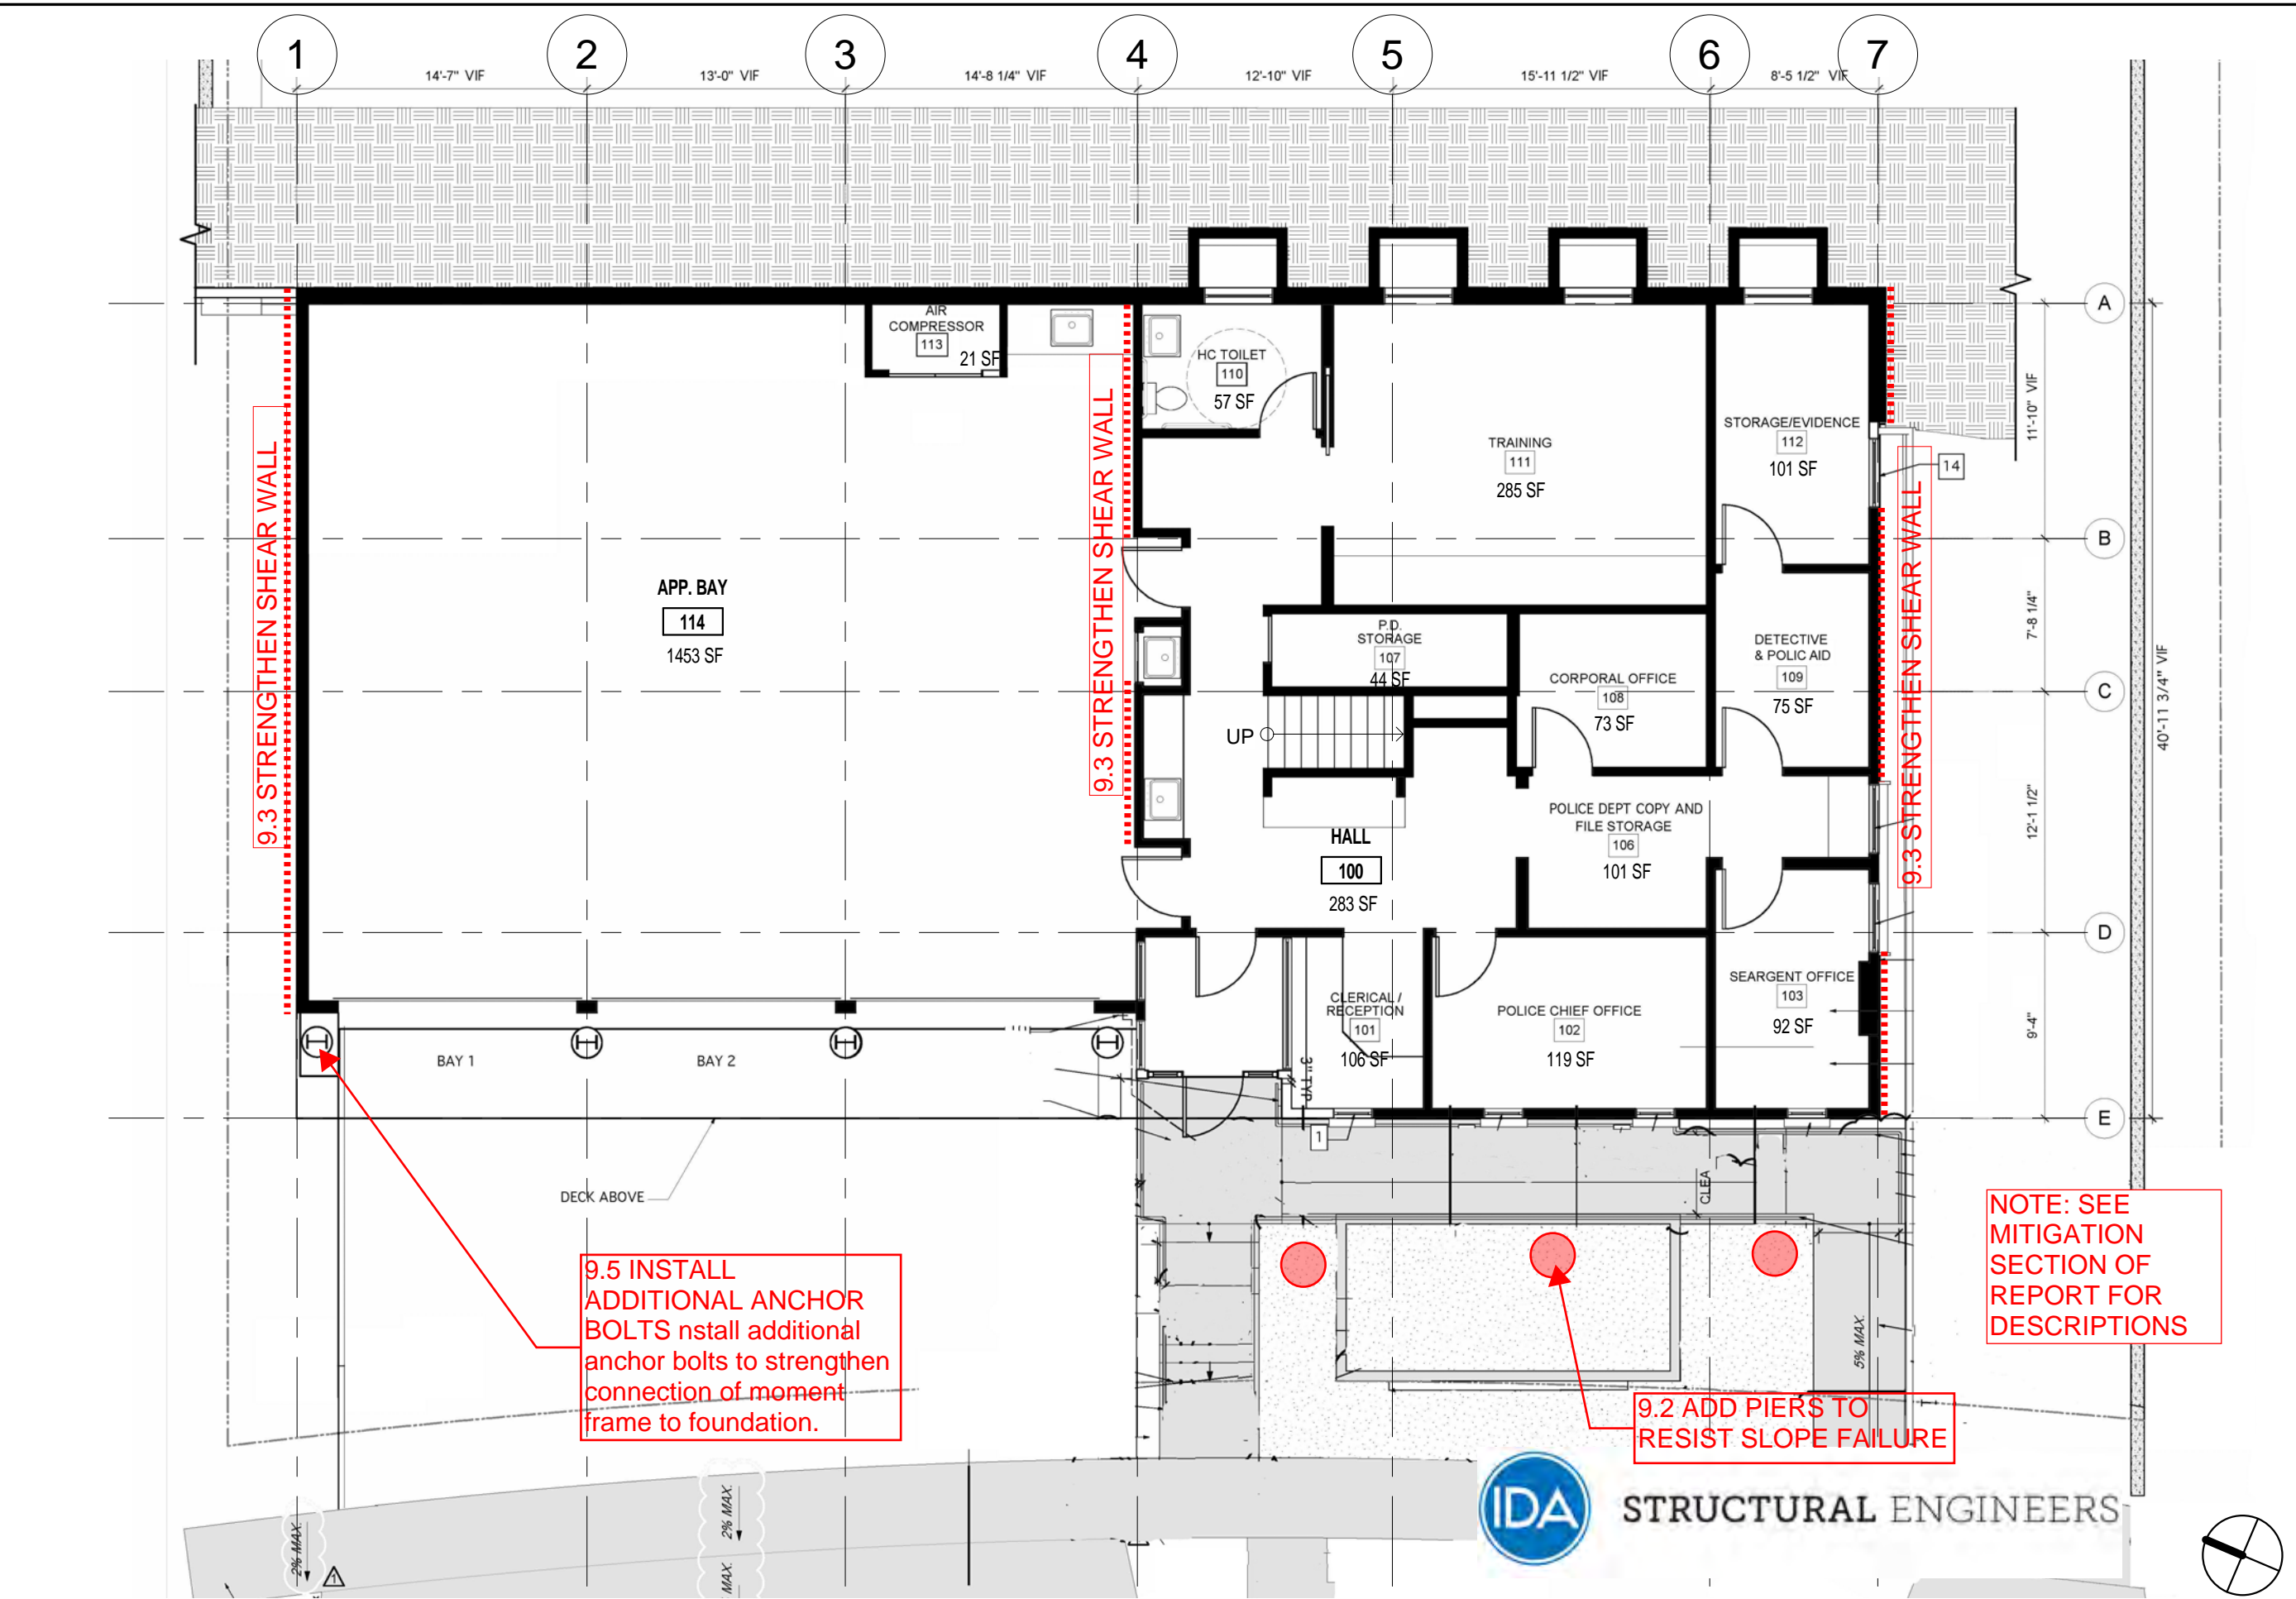 1
2
3
4
5
6
7
14'-7" VIF
13'-0" VIF
14'-8 1/4" VIF
12'-10" VIF
15'-11 1/2" VIF
8'-5 1/2" VIF
A
B
C
D
E
11'-10" VIF
7'-8 1/4"
12'-1 1/2"
9'-4"
40'-11 3/4" VIF
AIR
COMPRESSOR
113
21 SF
HC TOILET
110
57 SF
TRAINING
111
285 SF
STORAGE/EVIDENCE
112
101 SF
14
9.3 STRENGTHEN SHEAR WALL
9.3 STRENGTHEN SHEAR WALL
9.3 STRENGTHEN SHEAR WALL
APP. BAY
114
1453 SF
P.D.
STORAGE
107
44 SF
CORPORAL OFFICE
108
73 SF
DETECTIVE
& POLIC AID
109
75 SF
UP
POLICE DEPT COPY AND
FILE STORAGE
106
101 SF
HALL
100
283 SF
CLERICAL /
RECEPTION
101
106 SF
POLICE CHIEF OFFICE
102
119 SF
SEARGENT OFFICE
103
92 SF
3" TYP
BAY 1
BAY 2
1
DECK ABOVE
CLEA
9.5 INSTALL
ADDITIONAL ANCHOR
BOLTS nstall additional
anchor bolts to strengthen
connection of moment
frame to foundation.
NOTE: SEE
MITIGATION
SECTION OF
REPORT FOR
DESCRIPTIONS
5% MAX.
9.2 ADD PIERS TO
RESIST SLOPE FAILURE
2% MAX.
2% MAX.
MAX.
1
IDA
STRUCTURAL ENGINEERS